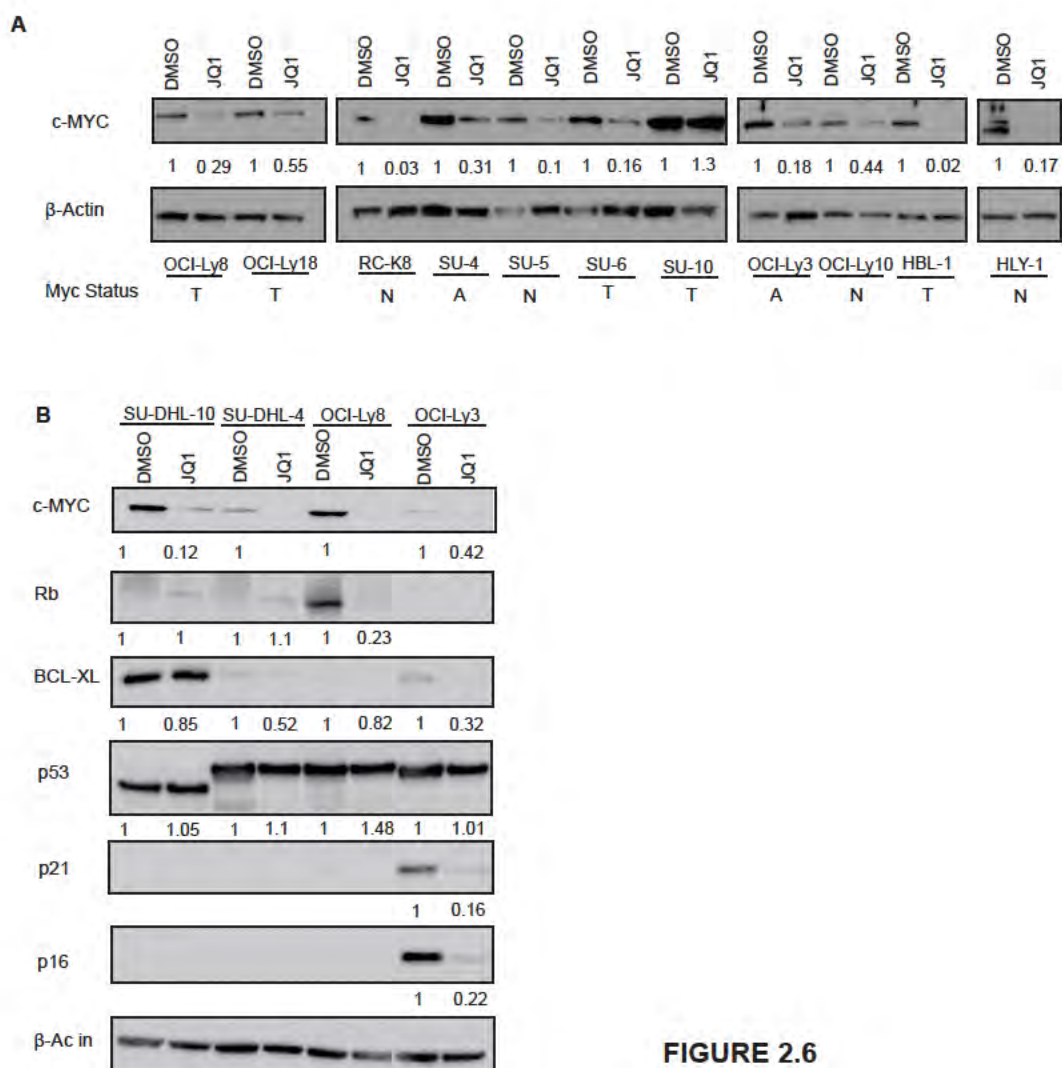 A
DMSO JQ1 DMSO JQ1 DMSO JQ1 DMSO JQ1 DMSO JQ1 DMSO JQ1 DMSO JQ1 DMSO JQ1 DMSO JQ1 DMSO JQ1 DMSO JQ1
c-MYC
1 0 29 1 0.55 1 0.03 1 0.31 1 0.1 1 0.16 1 1.3 1 0.18 1 0.44 1 0.02 1 0.17
β-Actin
OCI-Ly8 OCI-Ly18 RC-K8 SU-4 SU-5 SU-6 SU-10 OCI-Ly3 OCI-Ly10 HBL-1 HLY-1
Myc Status T T N A N T T A N T N
B
SU-DHL-10 SU-DHL-4 OCI-Ly8 OCI-Ly3
DMSO JQ1 DMSO JQ1 DMSO JQ1 DMSO JQ1
c-MYC
1 0.12 1 1 1 0.42
Rb
1 1 1 1.1 1 0.23
BCL-XL
1 0.85 1 0.52 1 0.82 1 0.32
p53
1 1.05 1 1.1 1 1.48 1 1.01
p21
1 0.16
p16
1 0.22
β-Ac in
FIGURE 2.6